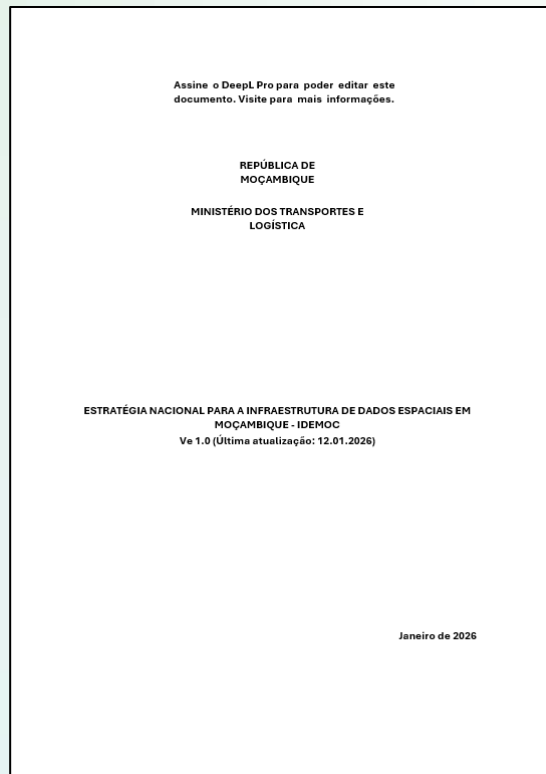 Assine o DeepL Pro para poder editar este
documento. Visite para mais informações.
REPÚBLICA DE
MOÇAMBIQUE
MINISTÉRIO DOS TRANSPORTES E
LOGÍSTICA
ESTRATÉGIA NACIONAL PARA A INFRAESTRUTURA DE DADOS ESPACIAIS EM
MOÇAMBIQUE - IDEMOC
Ve 1.0 (Última atualização: 12.01.2026)
Janeiro de 2026